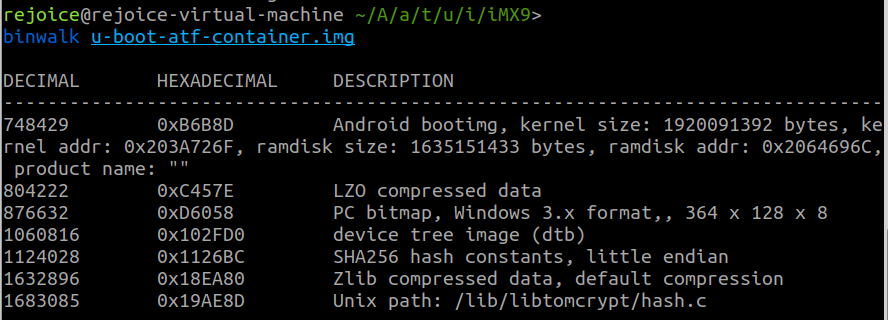 rejoice@rejoice-virtual-machine ~/A/a/t/u/i/iMX9>
binwalk u-boot-atf-container.img
DECIMAL       HEXADECIMAL     DESCRIPTION
--------------------------------------------------------------------------------
748429        0xB6B8D         Android bootimg, kernel size: 1920091392 bytes, ke
rnel addr: 0x203A726F, ramdisk size: 1635151433 bytes, ramdisk addr: 0x2064696C,
 product name: ""
804222        0xC457E         LZO compressed data
876632        0xD6058         PC bitmap, Windows 3.x format,, 364 x 128 x 8
1060816       0x102FD0        device tree image (dtb)
1124028       0x1126BC        SHA256 hash constants, little endian
1632896       0x18EA80        Zlib compressed data, default compression
1683085       0x19AE8D        Unix path: /lib/libtomcrypt/hash.c